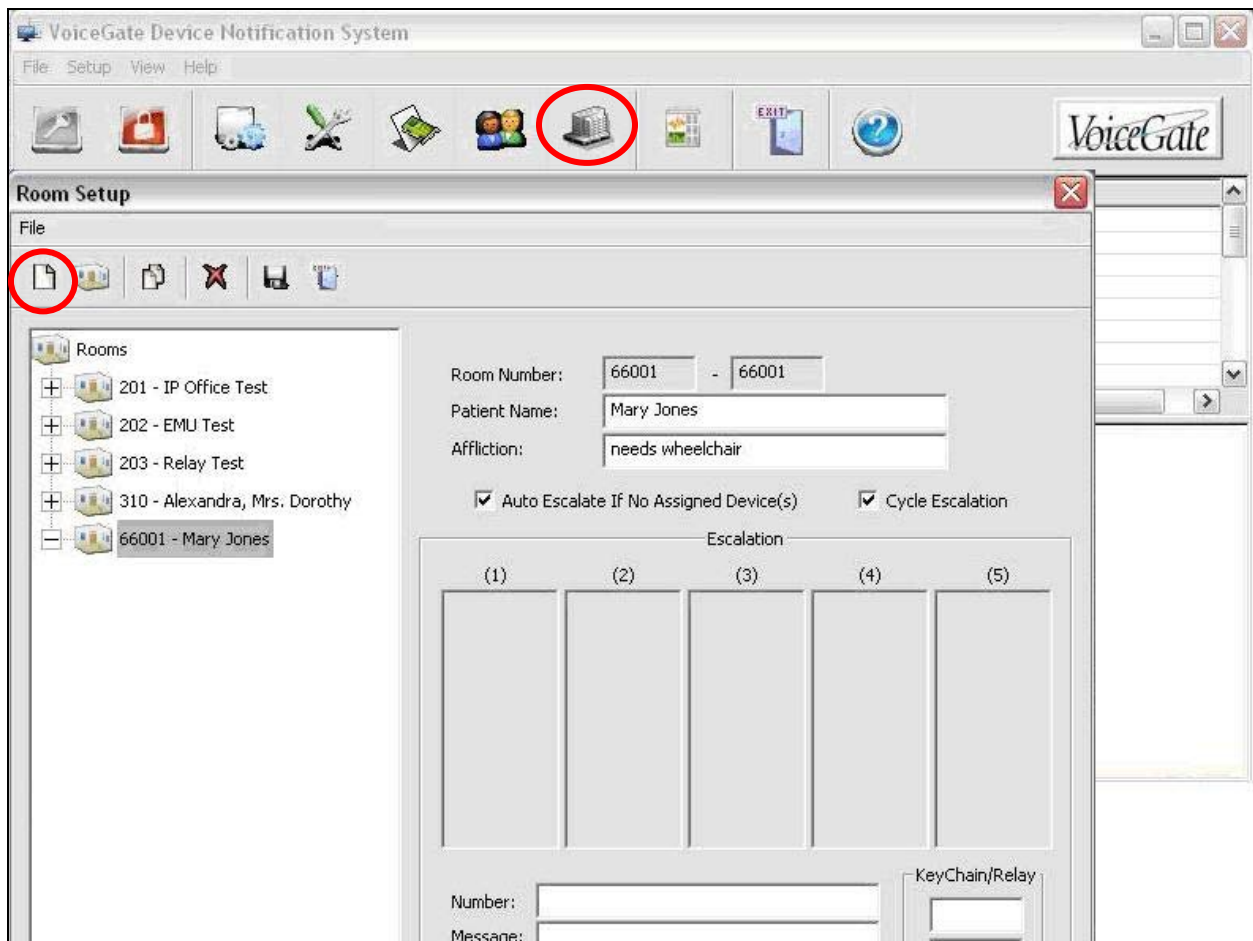 VoiceGate Device Notification System
File Setup View Help
EXIT
VoiceGate
Room Setup
File
Rooms
201 - IP Office Test
202 - EMU Test
203 - Relay Test
310 - Alexandra, Mrs. Dorothy
66001 - Mary Jones
Room Number: 66001 - 66001
Patient Name: Mary Jones
Affliction: needs wheelchair
Auto Escalate If No Assigned Device(s) Cycle Escalation
Escalation
(1) (2) (3) (4) (5)
KeyChain/Relay
Number:
Message: